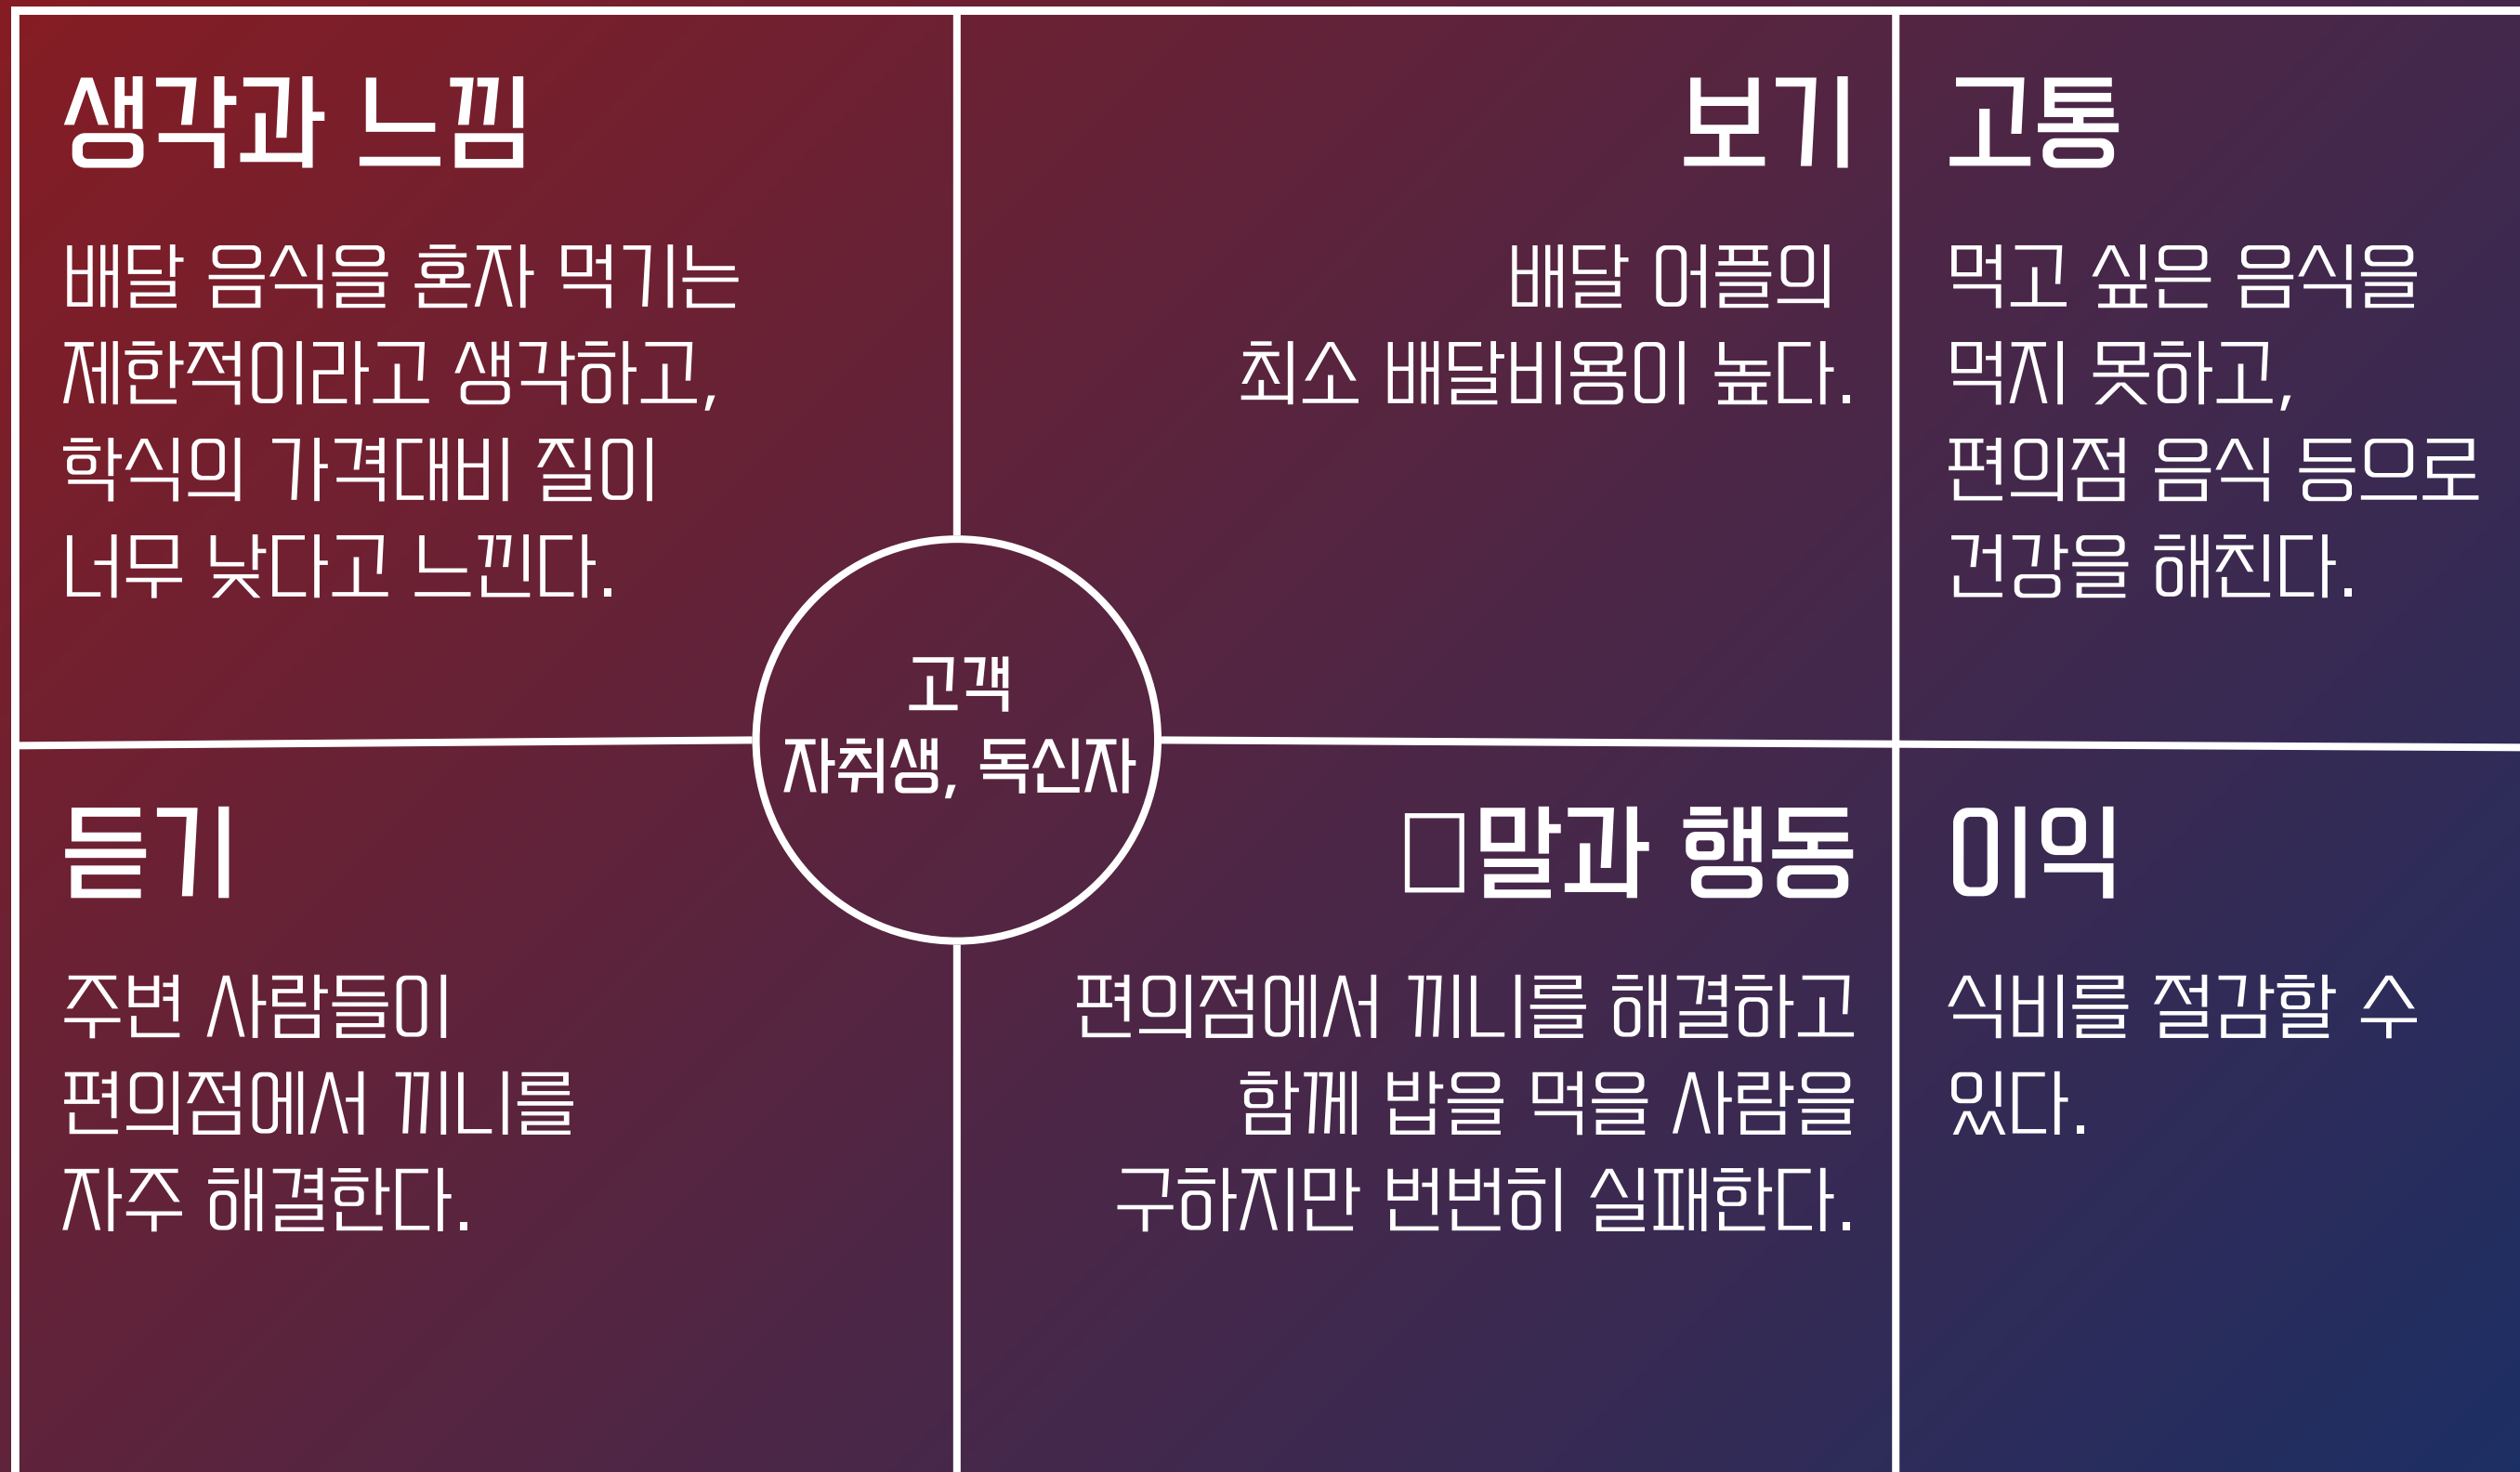 생각과 느낌
배달 음식을 혼자 먹기는
제한적이라고 생각하고,
학식의 가격대비 질이
너무 낮다고 느낀다.
보기
배달 어플의
최소 배달비용이 높다.
고통
먹고 싶은 음식을
먹지 못하고,
편의점 음식 등으로
건강을 해친다.
고객
자취생, 독신자
듣기
주변 사람들이
편의점에서 끼니를
자주 해결한다.
말과 행동
편의점에서 끼니를 해결하고
함께 밥을 먹을 사람을
구하지만 번번히 실패한다.
이익
식비를 절감할 수
있다.